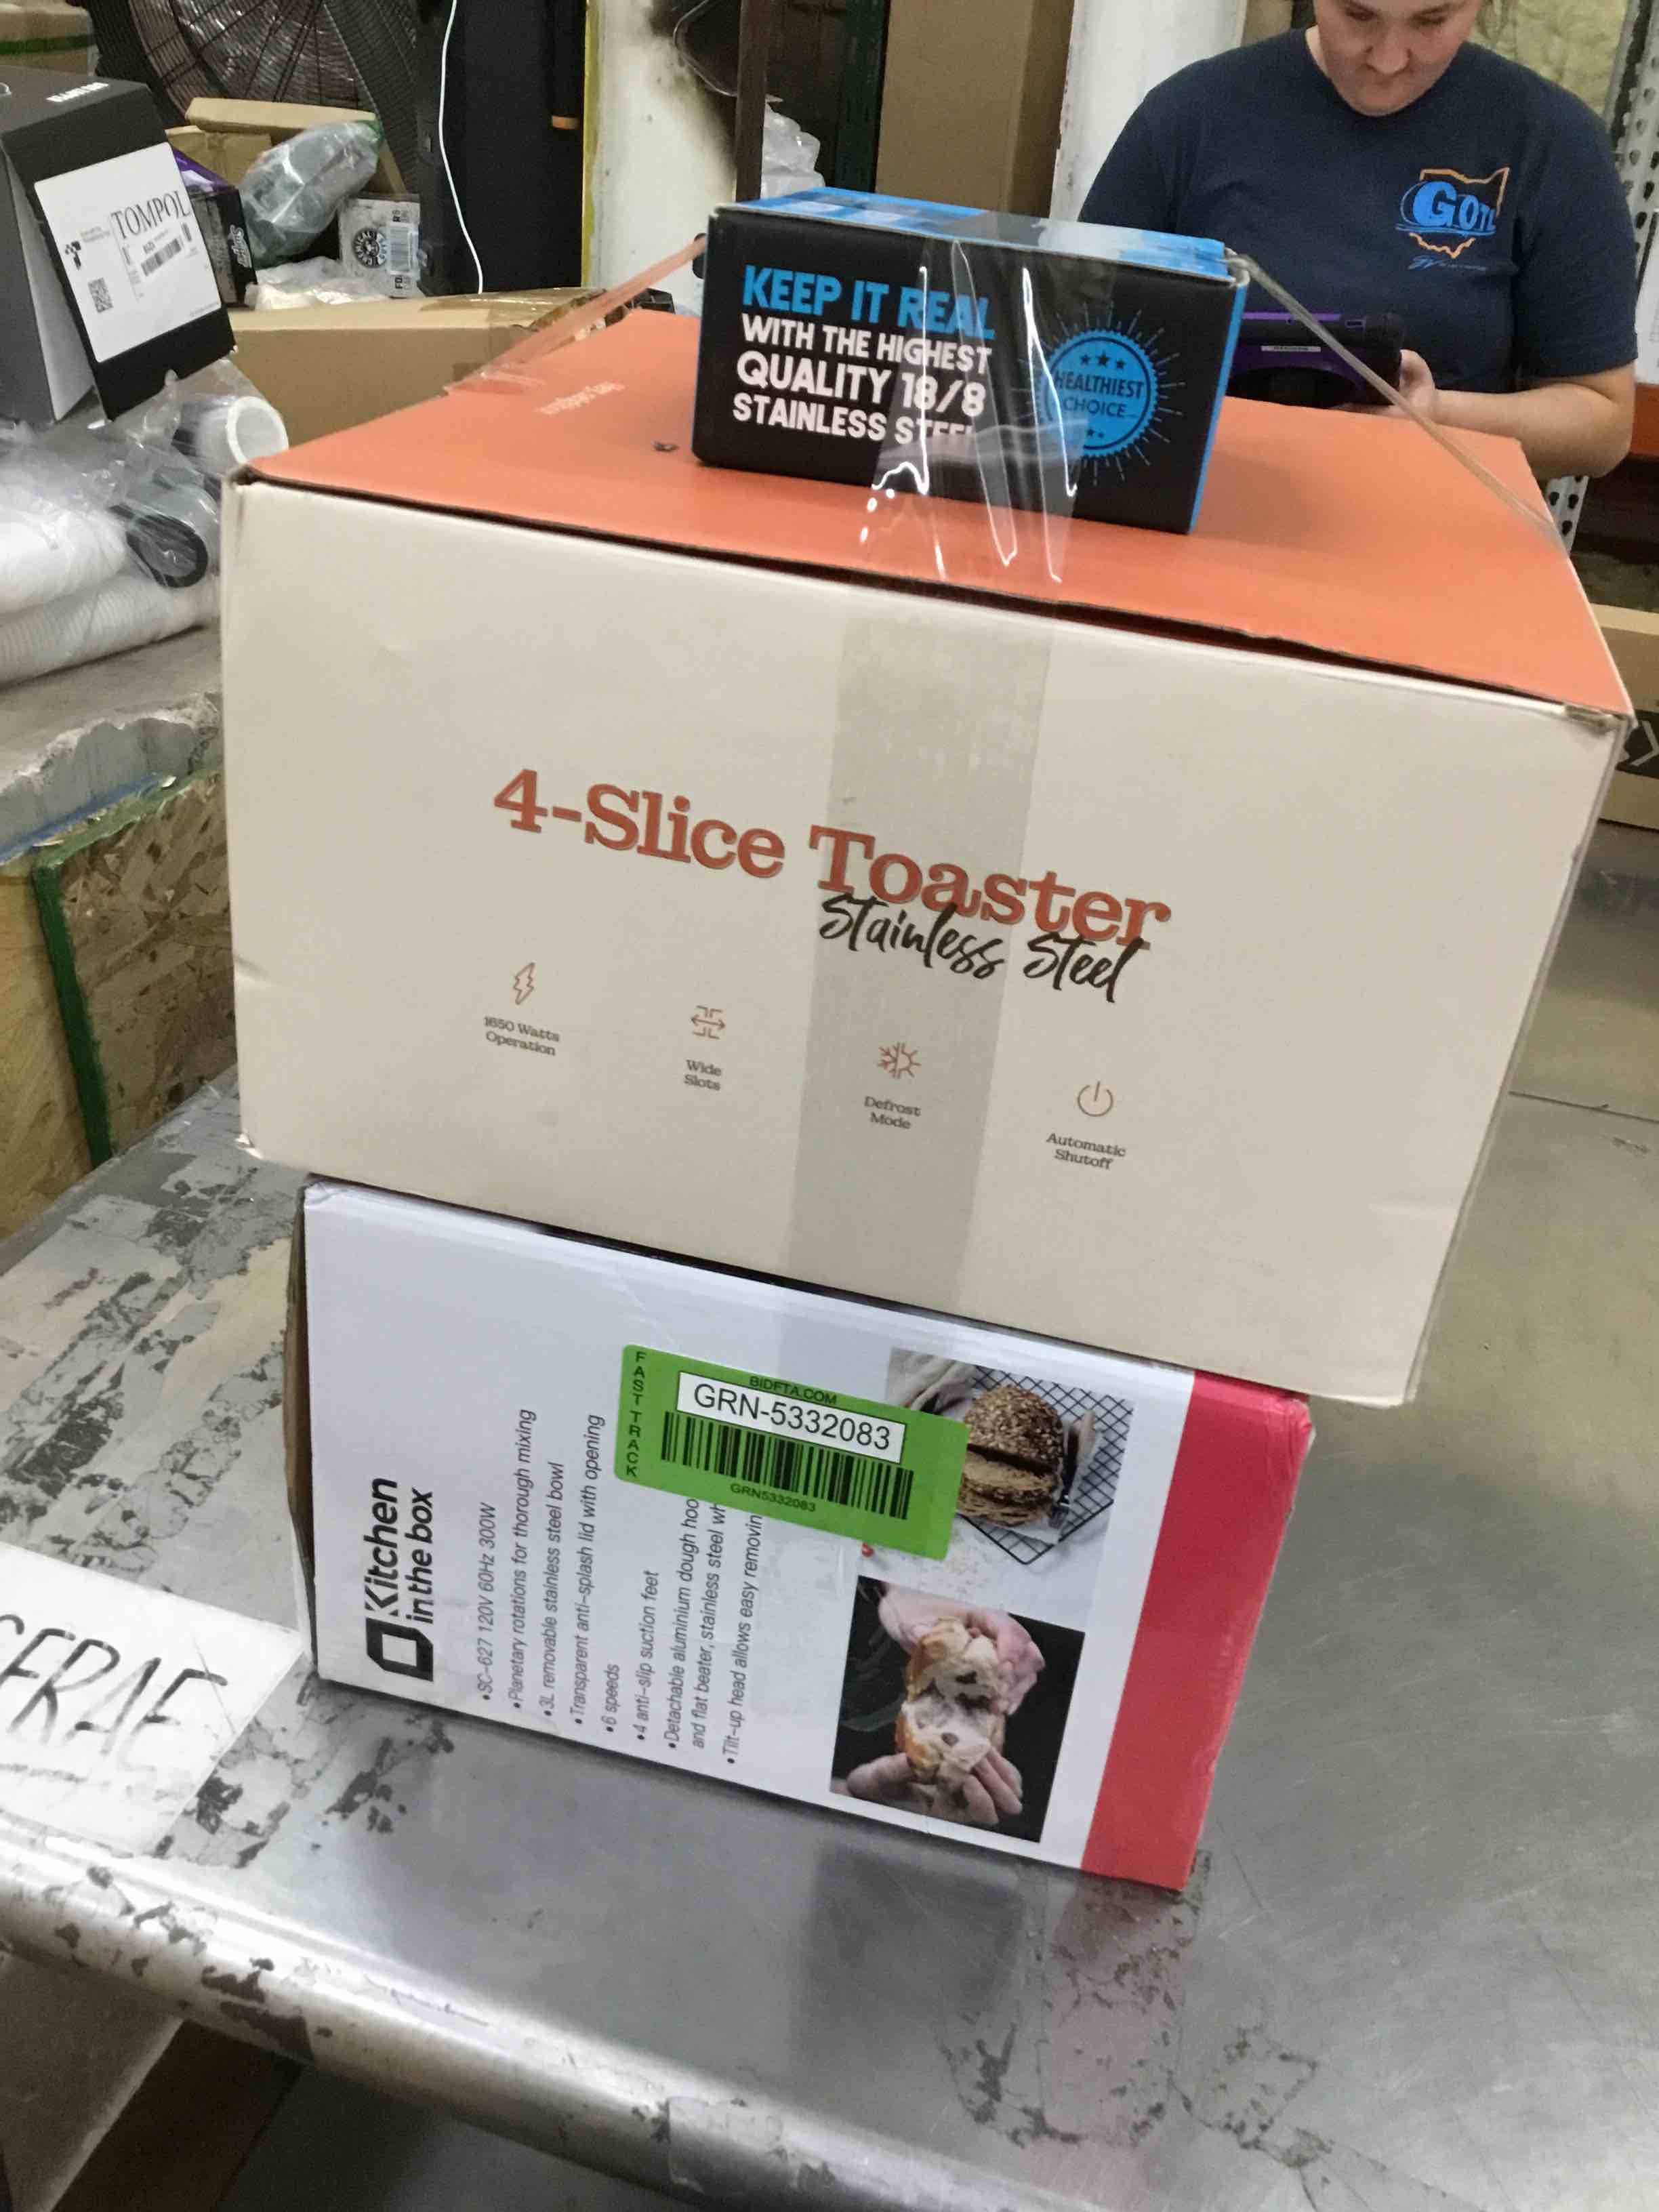 TOMPOL
GOTL
KEEP IT REAL
WITH THE HIGHEST
QUALITY 18/8
STAINLESS STEEL
HEALTHIEST
CHOICE
4-Slice Toaster
Stainless Steel
1650 Watts
Operation
Wide
Slots
Defrost
Mode
Automatic
Shutoff
FAST TRACK
BIDFTA.COM
GRN-5332083
GRN5332083
Kitchen
in the box
•SC-627 120V 60Hz 300W
•Planetary rotations for thorough mixing
•3L removable stainless steel bowl
•Transparent anti-splash lid with opening
•6 speeds
•4 anti-slip suction feet
•Detachable aluminium dough hoo
and flat beater, stainless steel wh
•Tilt-up head allows easy removin